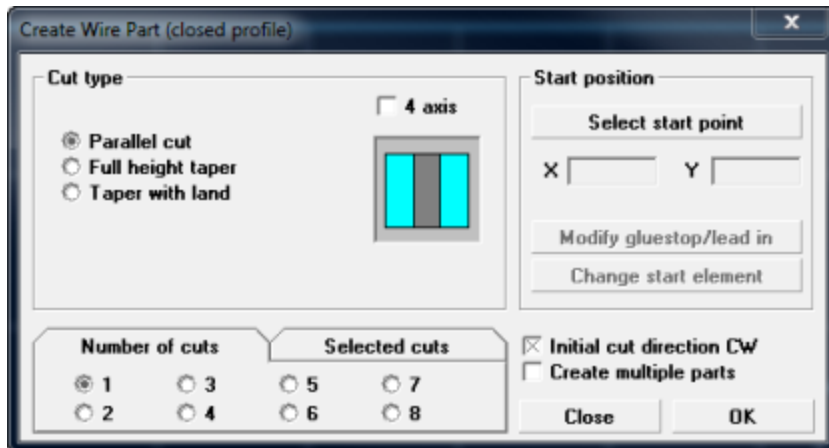 Create Wire Part (closed profile)
x
Cut type
4 axis
Parallel cut
Full height taper
Taper with land
Start position
Select start point
X Y
Modify gluestop/lead in
Change start element
Number of cuts Selected cuts
1 3 5 7
2 4 6 8
Initial cut direction CW
Create multiple parts
Close OK